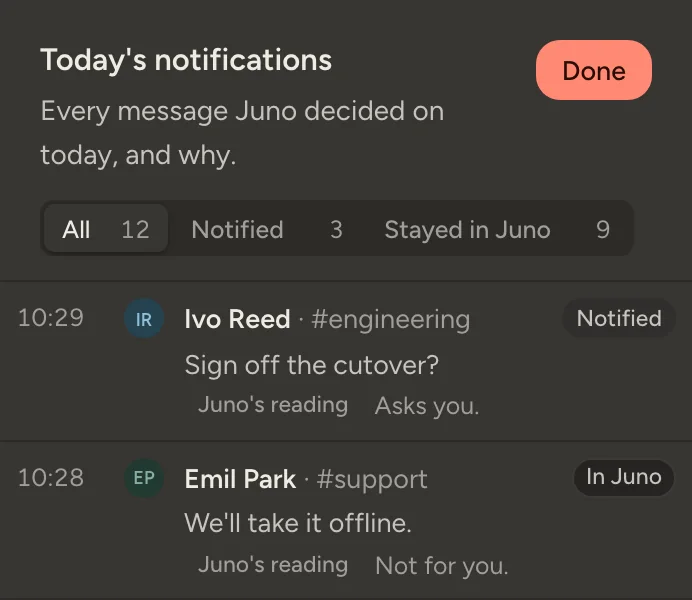 Today's notifications
Done
Every message Juno decided on
today, and why.
All 12 Notified 3 Stayed in Juno 9
10:29 IR Ivo Reed · #engineering Notified
Sign off the cutover?
Juno's reading Asks you.
10:28 EP Emil Park · #support In Juno
We'll take it offline.
Juno's reading Not for you.